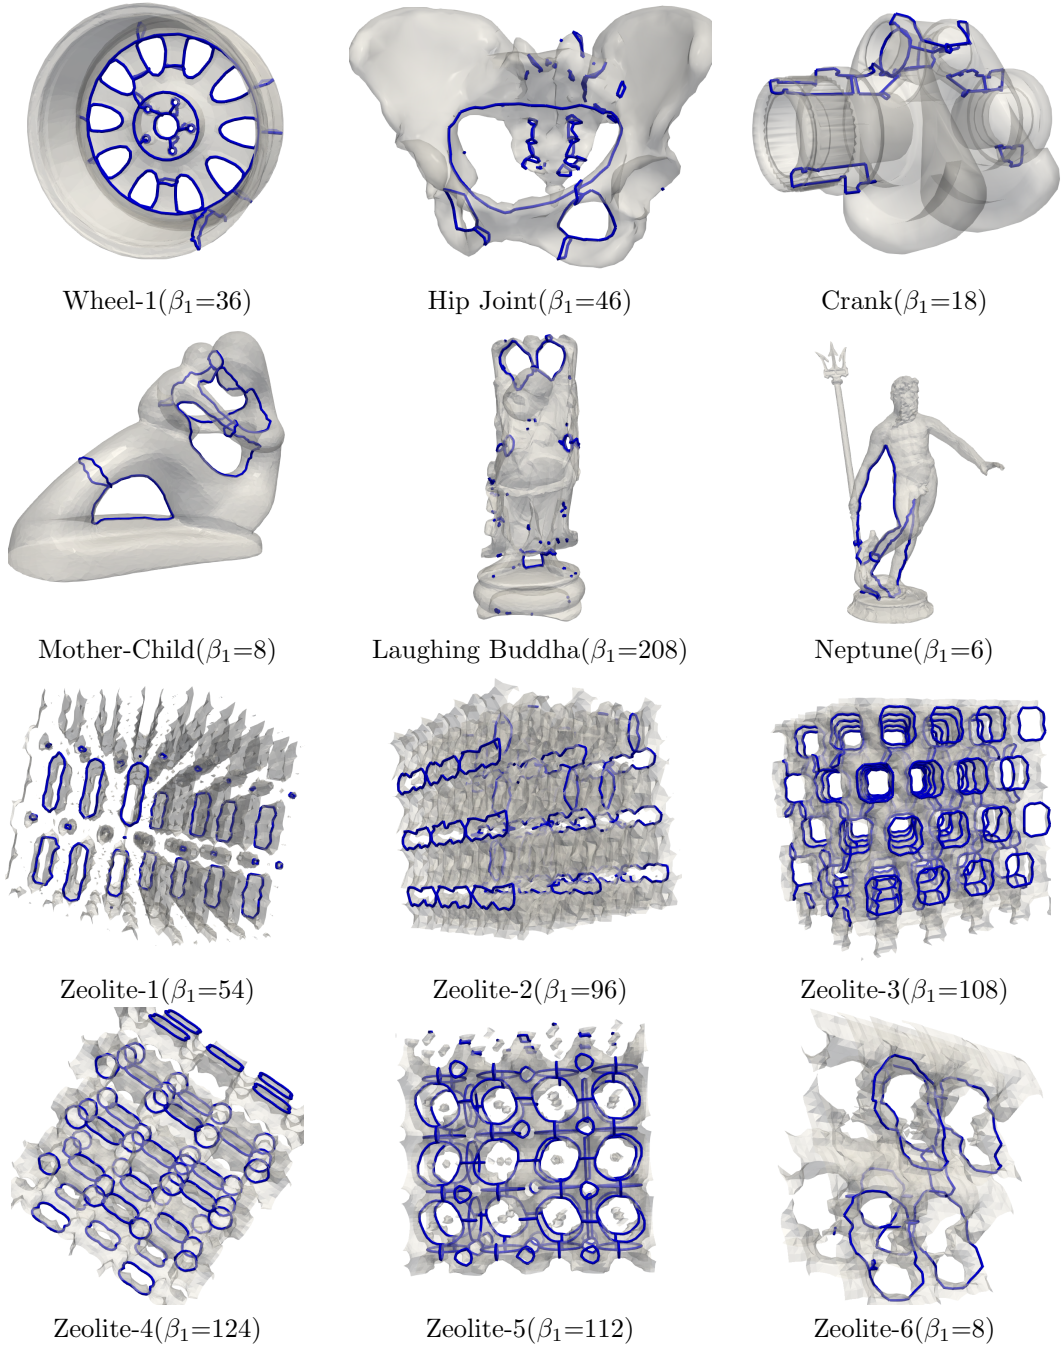 Wheel-1(β₁=36) Hip Joint(β₁=46) Crank(β₁=18)
Mother-Child(β₁=8) Laughing Buddha(β₁=208) Neptune(β₁=6)
Zeolite-1(β₁=54) Zeolite-2(β₁=96) Zeolite-3(β₁=108)
Zeolite-4(β₁=124) Zeolite-5(β₁=112) Zeolite-6(β₁=8)